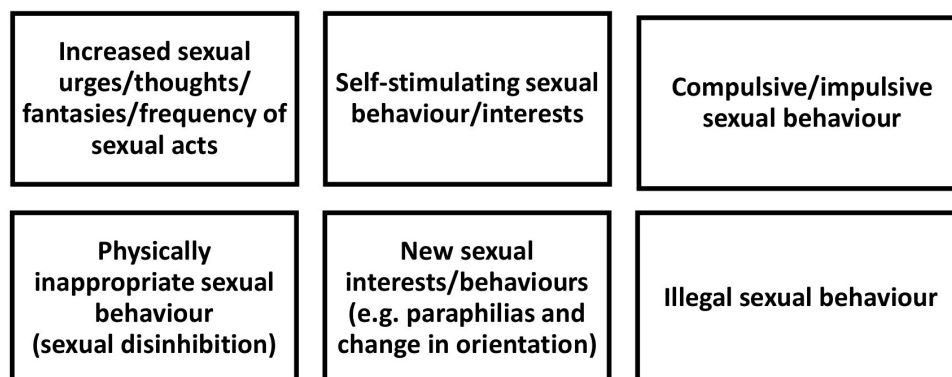 Increased sexual
urges/thoughts/
fantasies/frequency of
sexual acts
Self-stimulating sexual
behaviour/interests
Compulsive/impulsive
sexual behaviour
Physically
inappropriate sexual
behaviour
(sexual disinhibition)
New sexual
interests/behaviours
(e.g. paraphilias and
change in orientation)
Illegal sexual behaviour